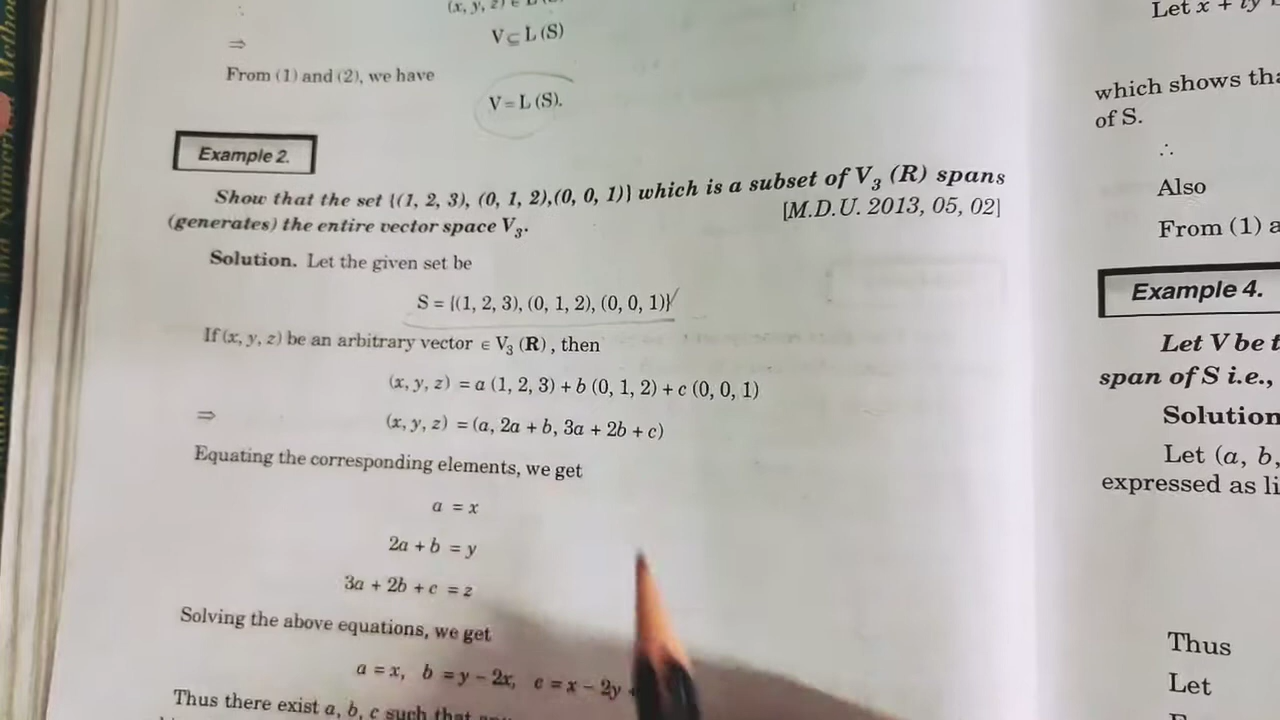 ∴ (x, y, z) ∈ L (S)
⇒ V ⊆ L (S)
From (1) and (2), we have
V = L (S).
Example 2.
Show that the set {(1, 2, 3), (0, 1, 2),(0, 0, 1)} which is a subset of V₃ (R) spans
(generates) the entire vector space V₃. [M.D.U. 2013, 05, 02]
Solution. Let the given set be
S = {(1, 2, 3), (0, 1, 2), (0, 0, 1)}
If (x, y, z) be an arbitrary vector ∈ V₃ (R), then
(x, y, z) = a (1, 2, 3) + b (0, 1, 2) + c (0, 0, 1)
⇒ (x, y, z) = (a, 2a + b, 3a + 2b + c)
Equating the corresponding elements, we get
a = x
2a + b = y
3a + 2b + c = z
Solving the above equations, we get
a = x, b = y – 2x, c = x – 2y +
Thus there exist a, b, c such that
Let x + iy
which shows tha
of S.
∴
Also
From (1) a
Example 4.
Let V be t
span of S i.e.,
Solution
Let (a, b,
expressed as li
Thus
Let